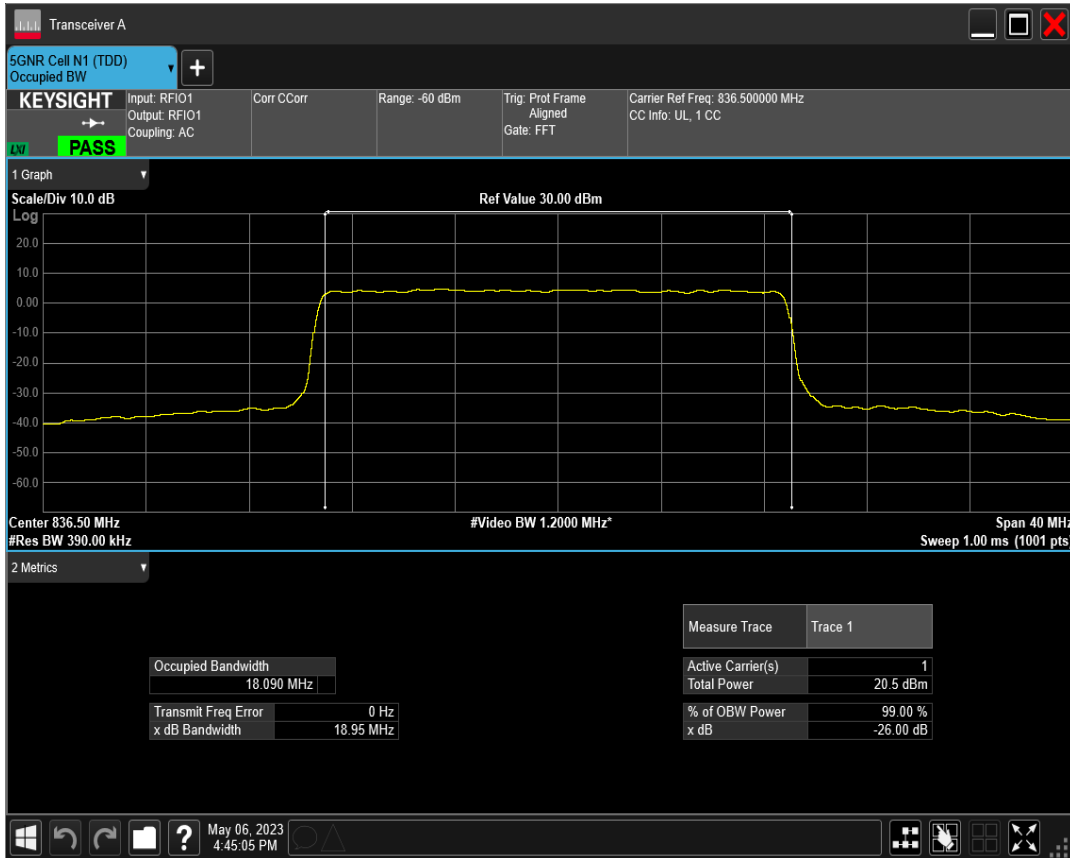 Transceiver A
5GNR Cell N1 (TDD)
Occupied BW
+
KEYSIGHT
LXI
PASS
Input: RFIO1
Output: RFIO1
Coupling: AC
Corr CCorr
Range: -60 dBm
Trig: Prot Frame
Aligned
Gate: FFT
Carrier Ref Freq: 836.500000 MHz
CC Info: UL, 1 CC
1 Graph
Scale/Div 10.0 dB
Ref Value 30.00 dBm
Log
20.0
10.0
0.00
-10.0
-20.0
-30.0
-40.0
-50.0
-60.0
Center 836.50 MHz
#Video BW 1.2000 MHz*
Span 40 MHz
#Res BW 390.00 kHz
Sweep 1.00 ms (1001 pts)
2 Metrics
Measure Trace Trace 1
Occupied Bandwidth
18.090 MHz
Transmit Freq Error 0 Hz
x dB Bandwidth 18.95 MHz
Active Carrier(s) 1
Total Power 20.5 dBm
% of OBW Power 99.00 %
x dB -26.00 dB
?
May 06, 2023
4:45:05 PM